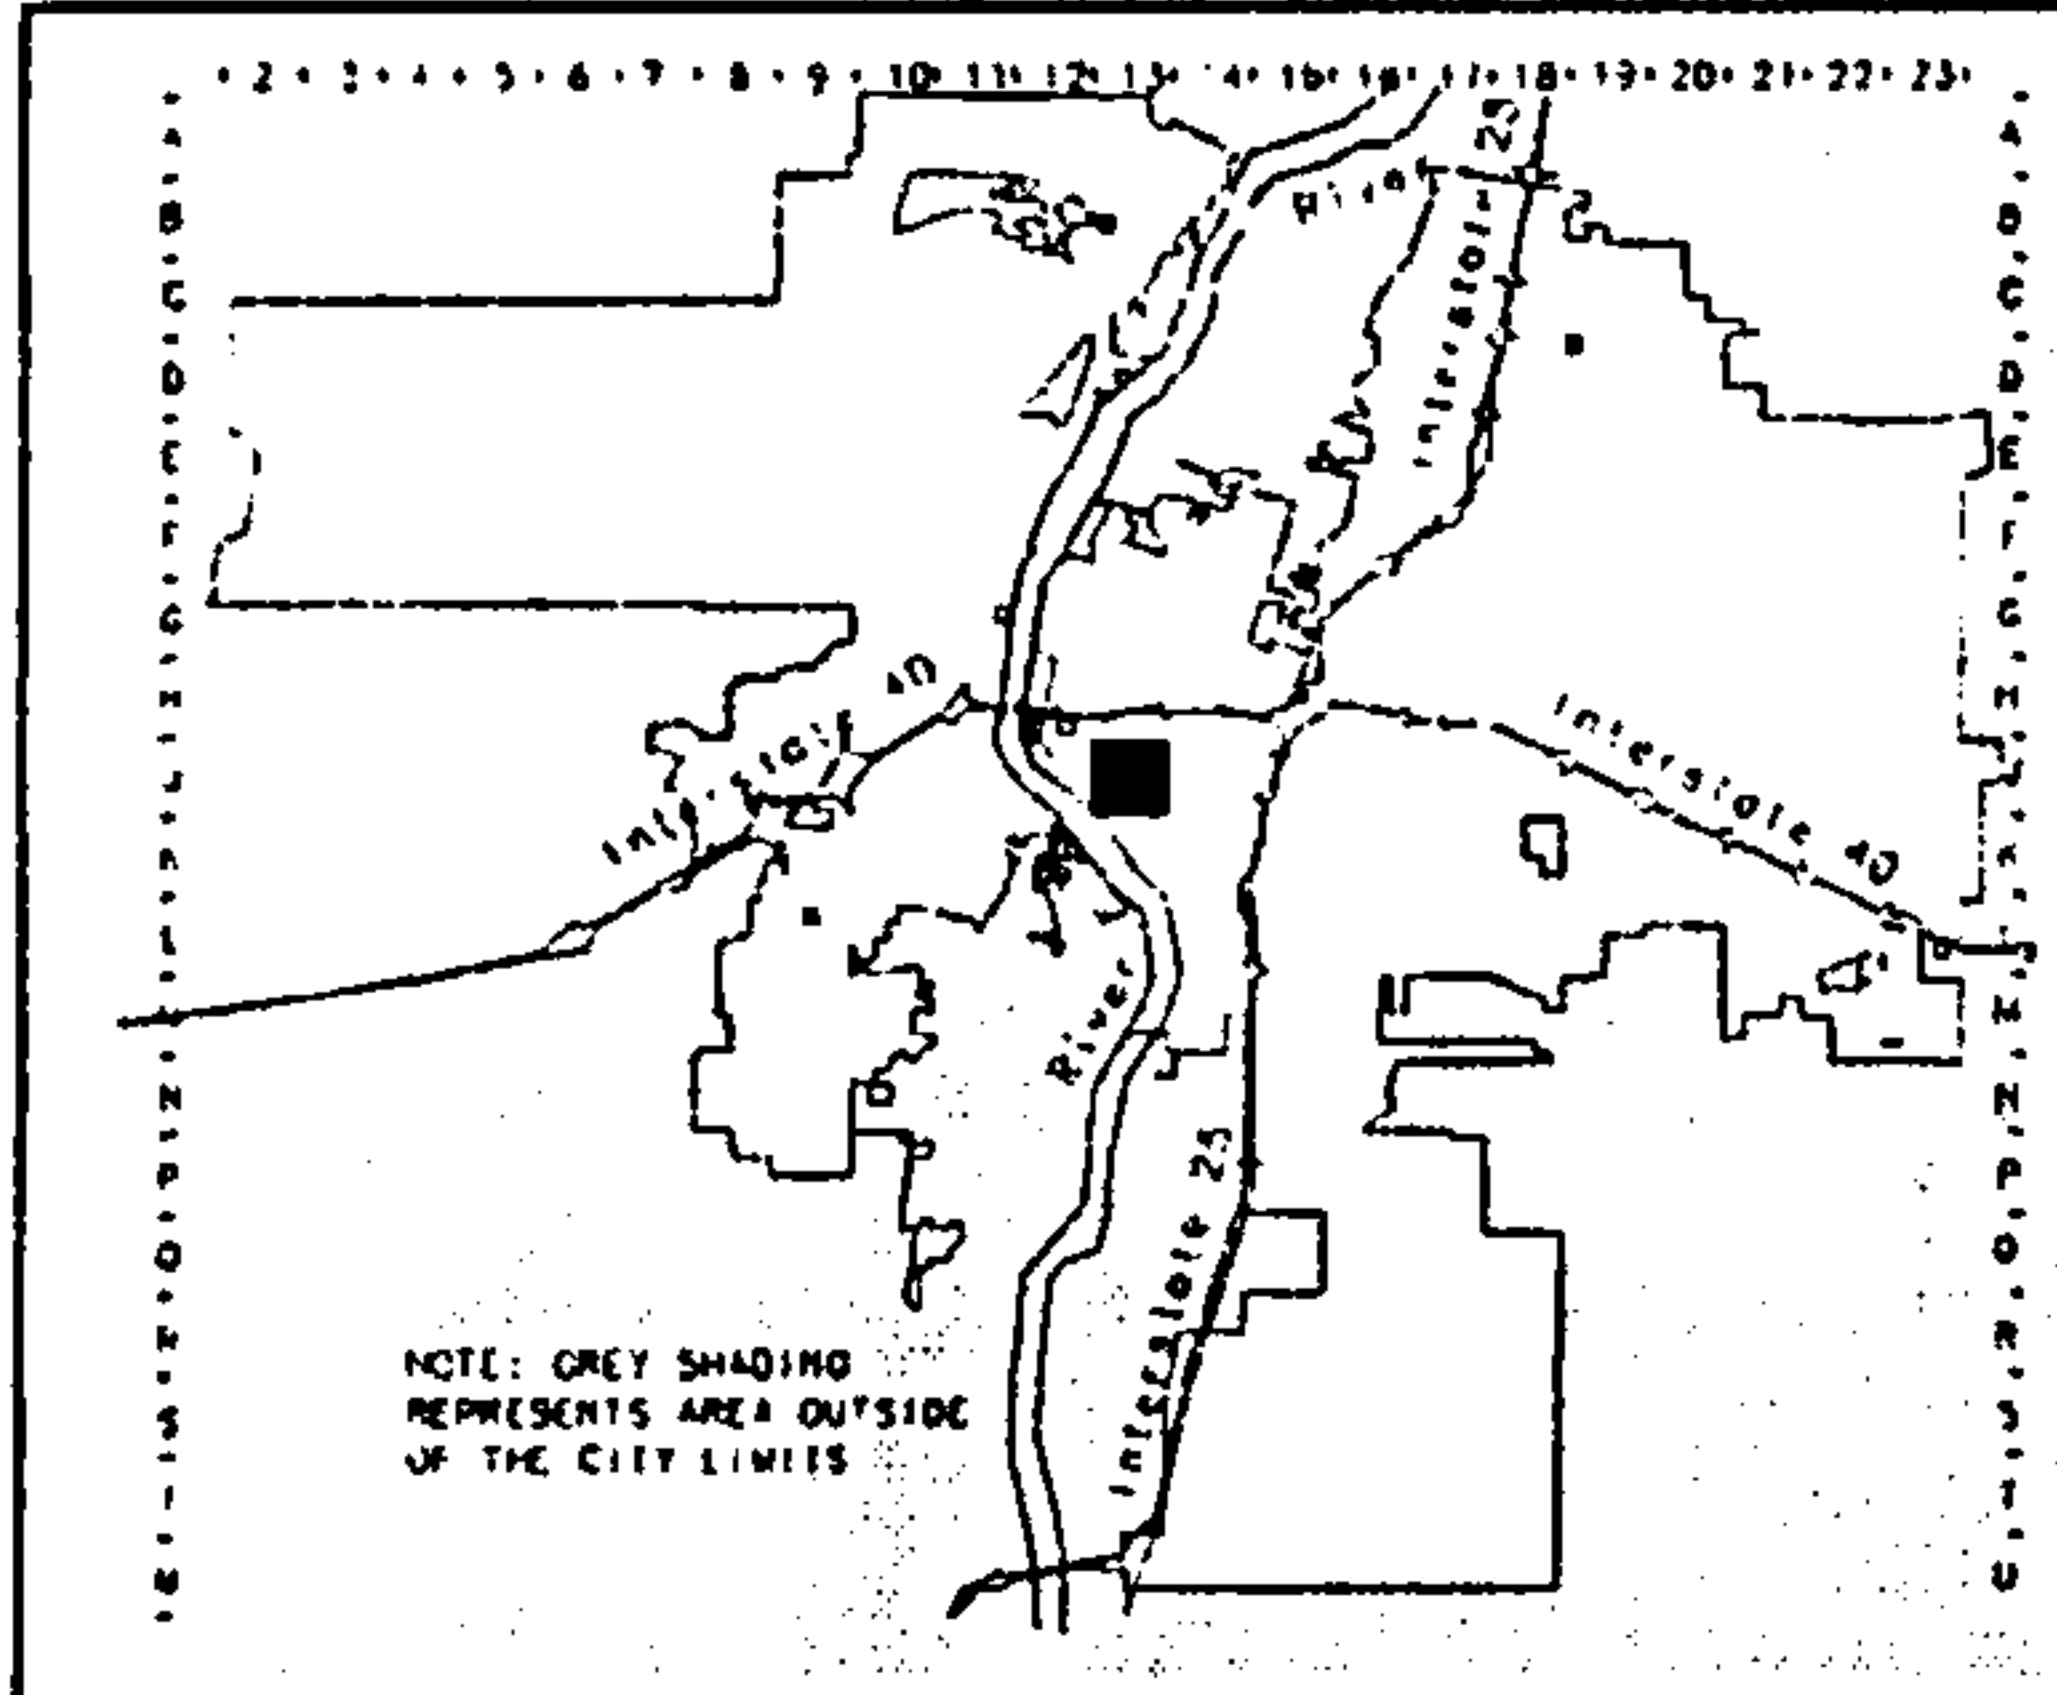 2 3 4 5 6 7 8 9 10 11 12 13 14 15 16 17 18 19 20 21 22 23
A A
B B
C C
D D
E E
F F
G G
H H
J J
K K
L L
M M
N N
P P
Q Q
R R
S S
T T
U
Interstate 25
Interstate 40
Interstate 40
River
Interstate 25
NOTE: GREY SHADING
REPRESENTS AREA OUTSIDE
OF THE CITY LIMITS